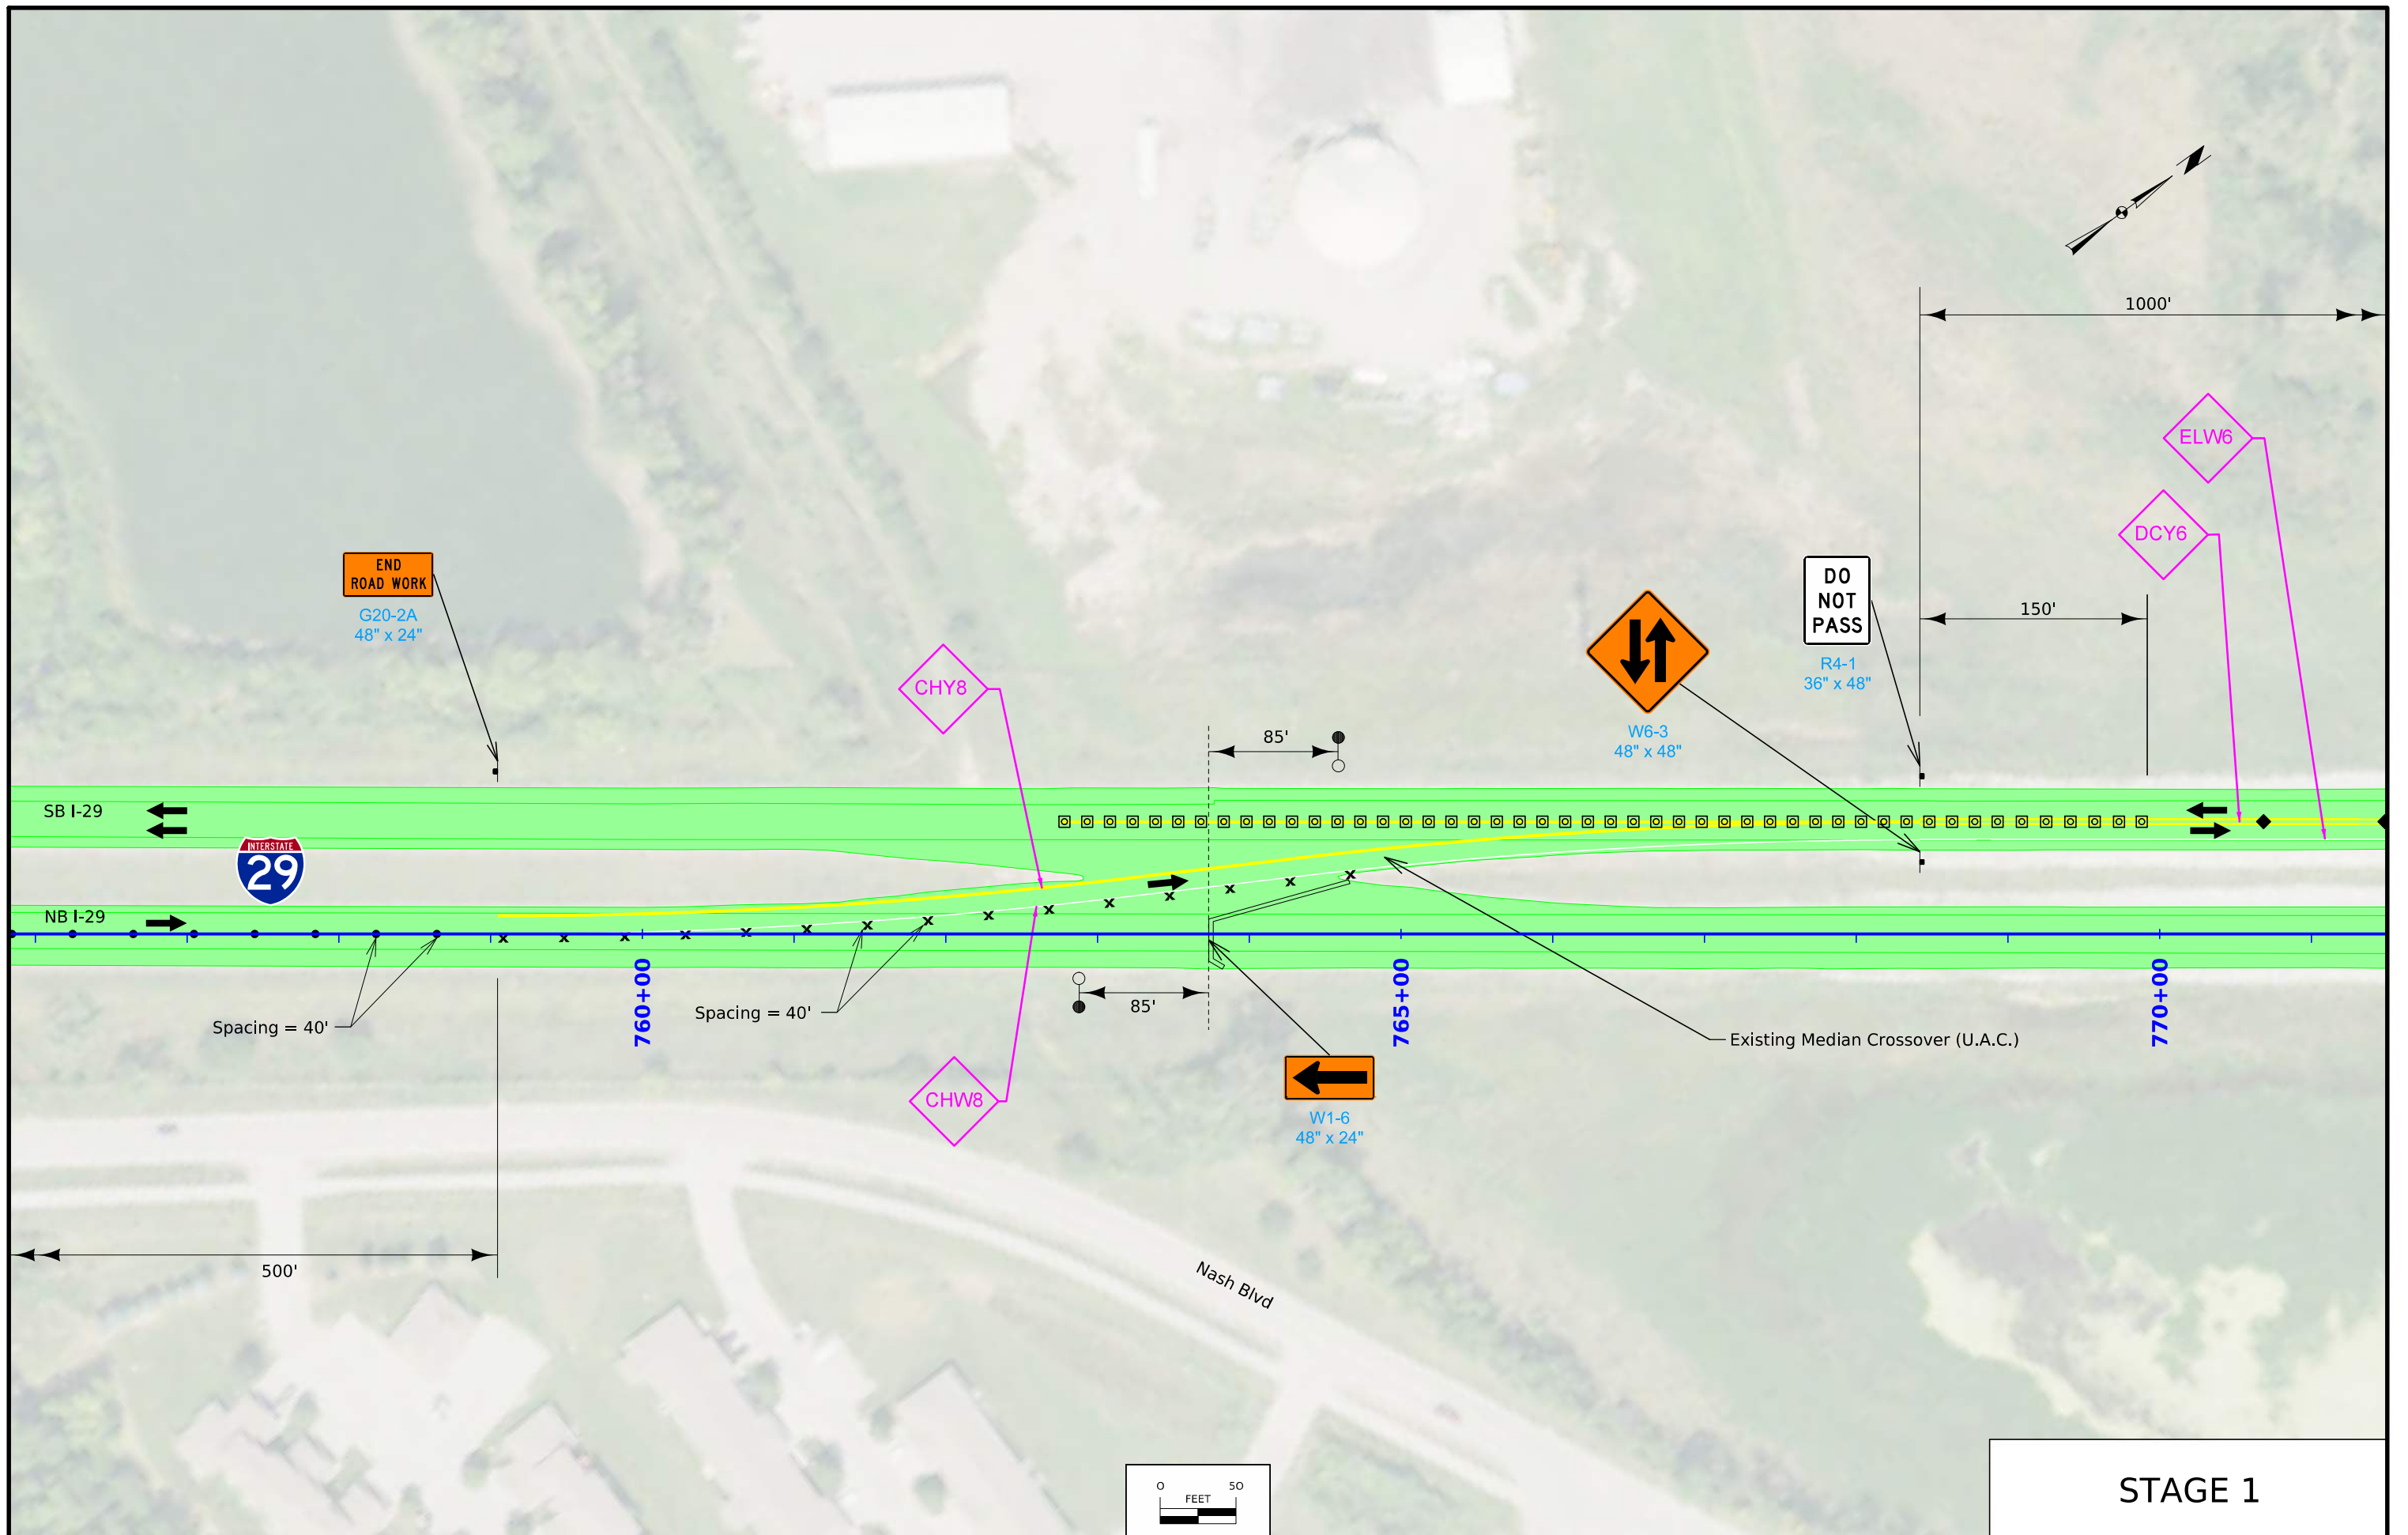 N
1000'
ELW6
DCY6
END
ROAD WORK
G20-2A
48" x 24"
DO
NOT
PASS
R4-1
36" x 48"
150'
W6-3
48" x 48"
CHY8
85'
SB I-29
INTERSTATE
29
NB I-29
Spacing = 40'
760+00
Spacing = 40'
85'
765+00
770+00
Existing Median Crossover (U.A.C.)
W1-6
48" x 24"
CHW8
500'
Nash Blvd
0 50
FEET
STAGE 1